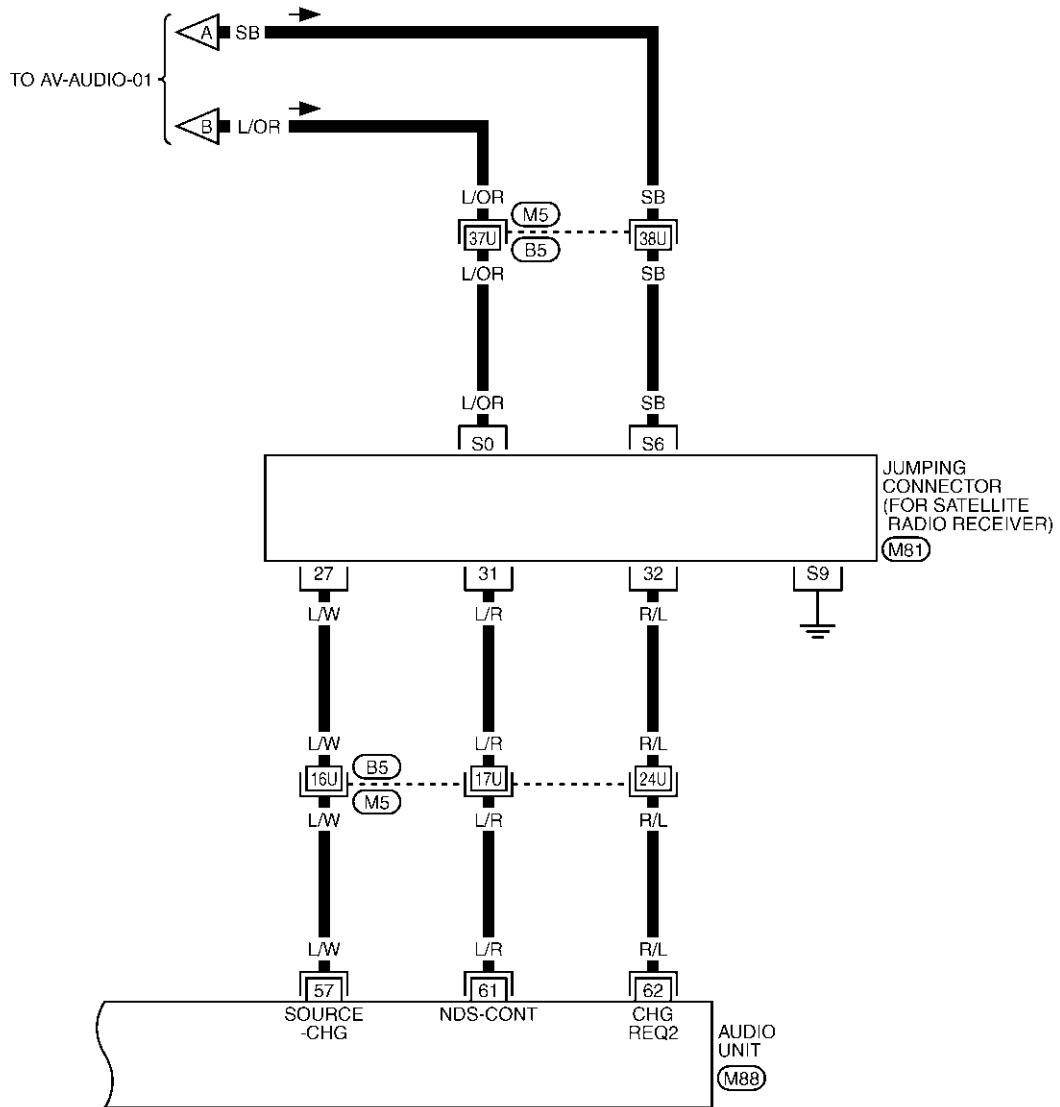 A SB
TO AV-AUDIO-01
B L/OR
L/OR SB
37U M5 38U
B5
L/OR SB
L/OR SB
S0 S6
JUMPING
CONNECTOR
(FOR SATELLITE
RADIO RECEIVER)
M81
27 31 32 S9
L/W L/R R/L
L/W L/R R/L
16U B5 17U 24U
M5
L/W L/R R/L
L/W L/R R/L
57 61 62
SOURCE
-CHG
NDS-CONT
CHG
REQ2
AUDIO
UNIT
M88